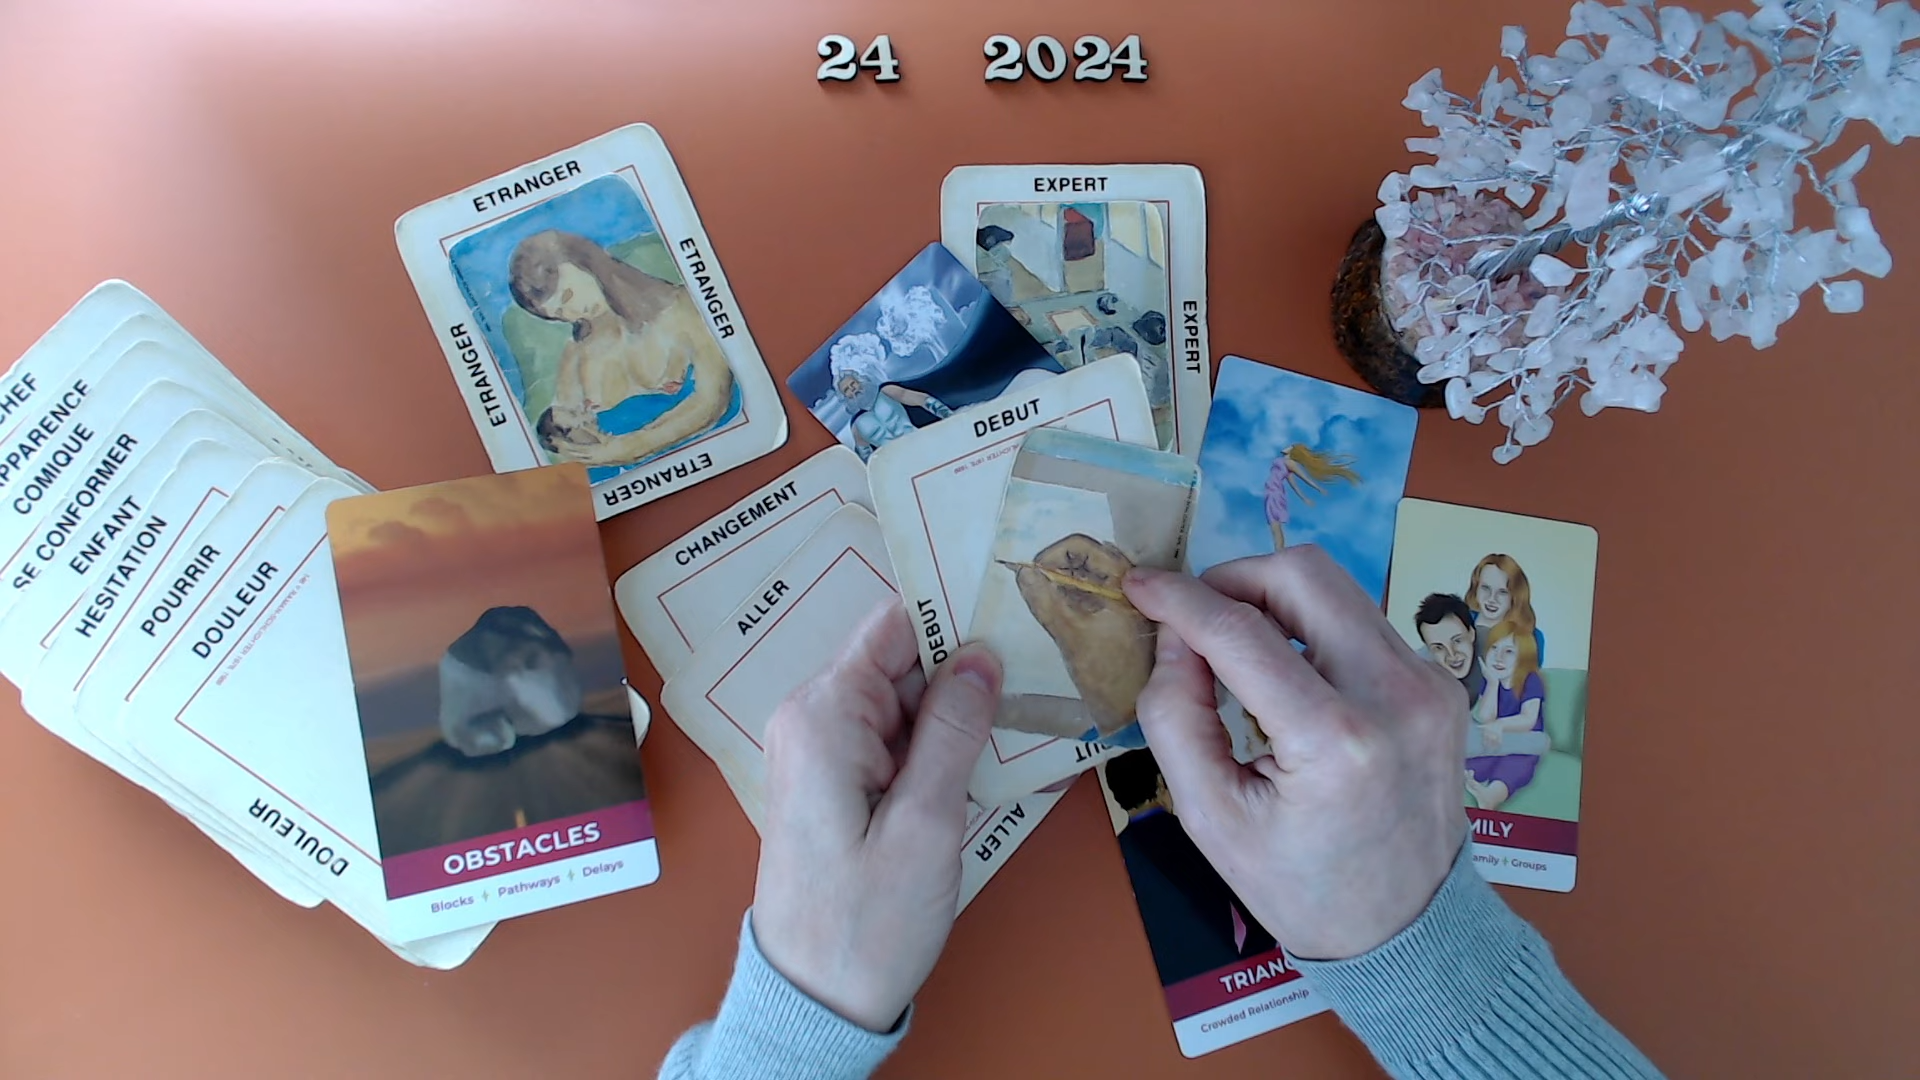 24 2024
ETRANGER
ETRANGER
ETRANGER
ETRANGER
EXPERT
EXPERT
CHEF
APPARENCE
COMIQUE
SE CONFORMER
ENFANT
HESITATION
POURRIR
DOULEUR
DOULEUR
OBSTACLES
Blocks Pathways Delays
CHANGEMENT
ALLER
ALLER
DEBUT
DEBUT
Crowded Relationship
Groups